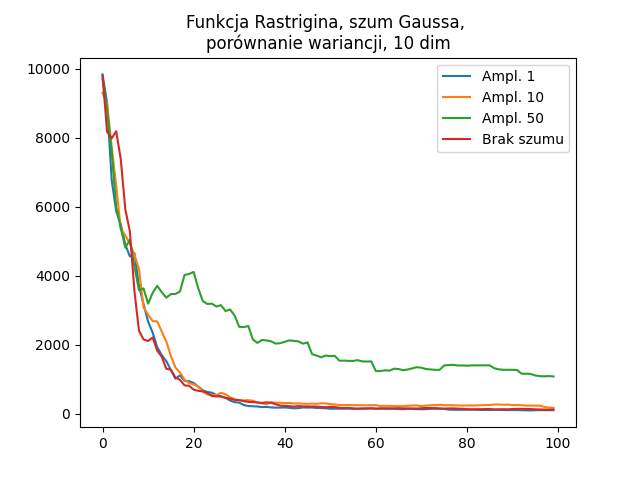 Funkcja Rastrigina, szum Gaussa,
porównanie wariancji, 10 dim
10000
8000
6000
4000
2000
0
0 20 40 60 80 100
Ampl. 1
Ampl. 10
Ampl. 50
Brak szumu